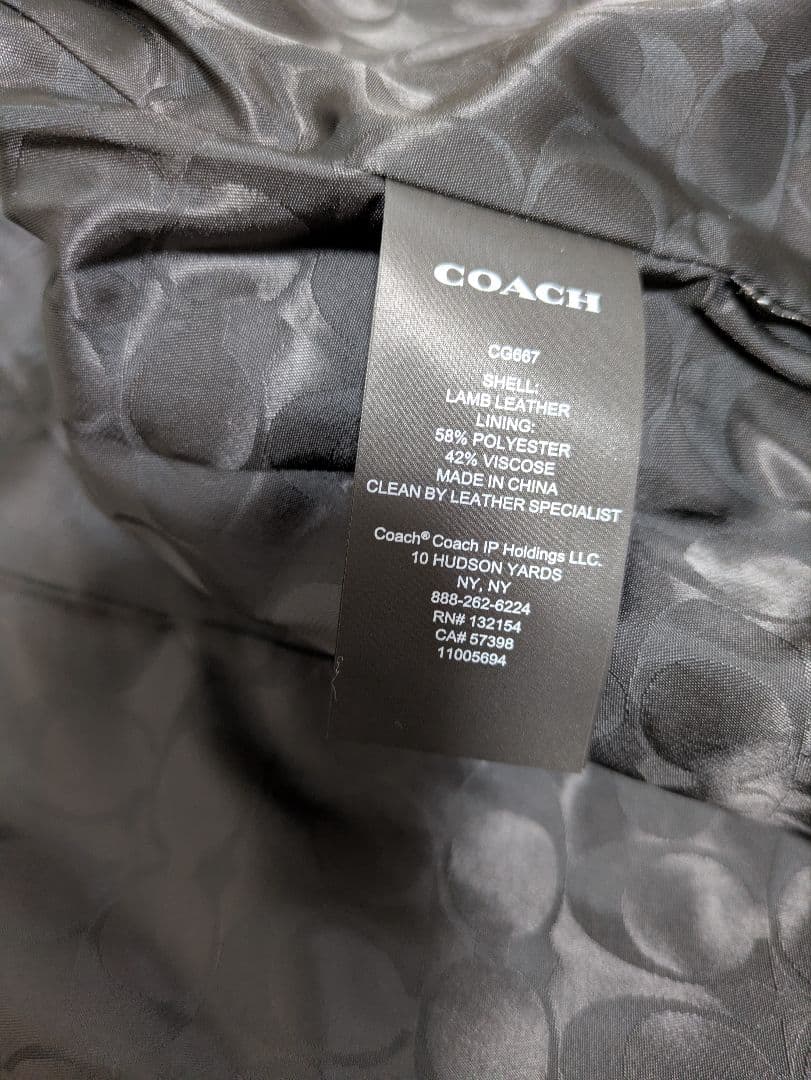 COACH
CG667
SHELL:
LAMB LEATHER
LINING:
58% POLYESTER
42% VISCOSE
MADE IN CHINA
CLEAN BY LEATHER SPECIALIST
Coach® Coach IP Holdings LLC.
10 HUDSON YARDS
NY, NY
888-262-6224
RN# 132154
CA# 57398
11005694